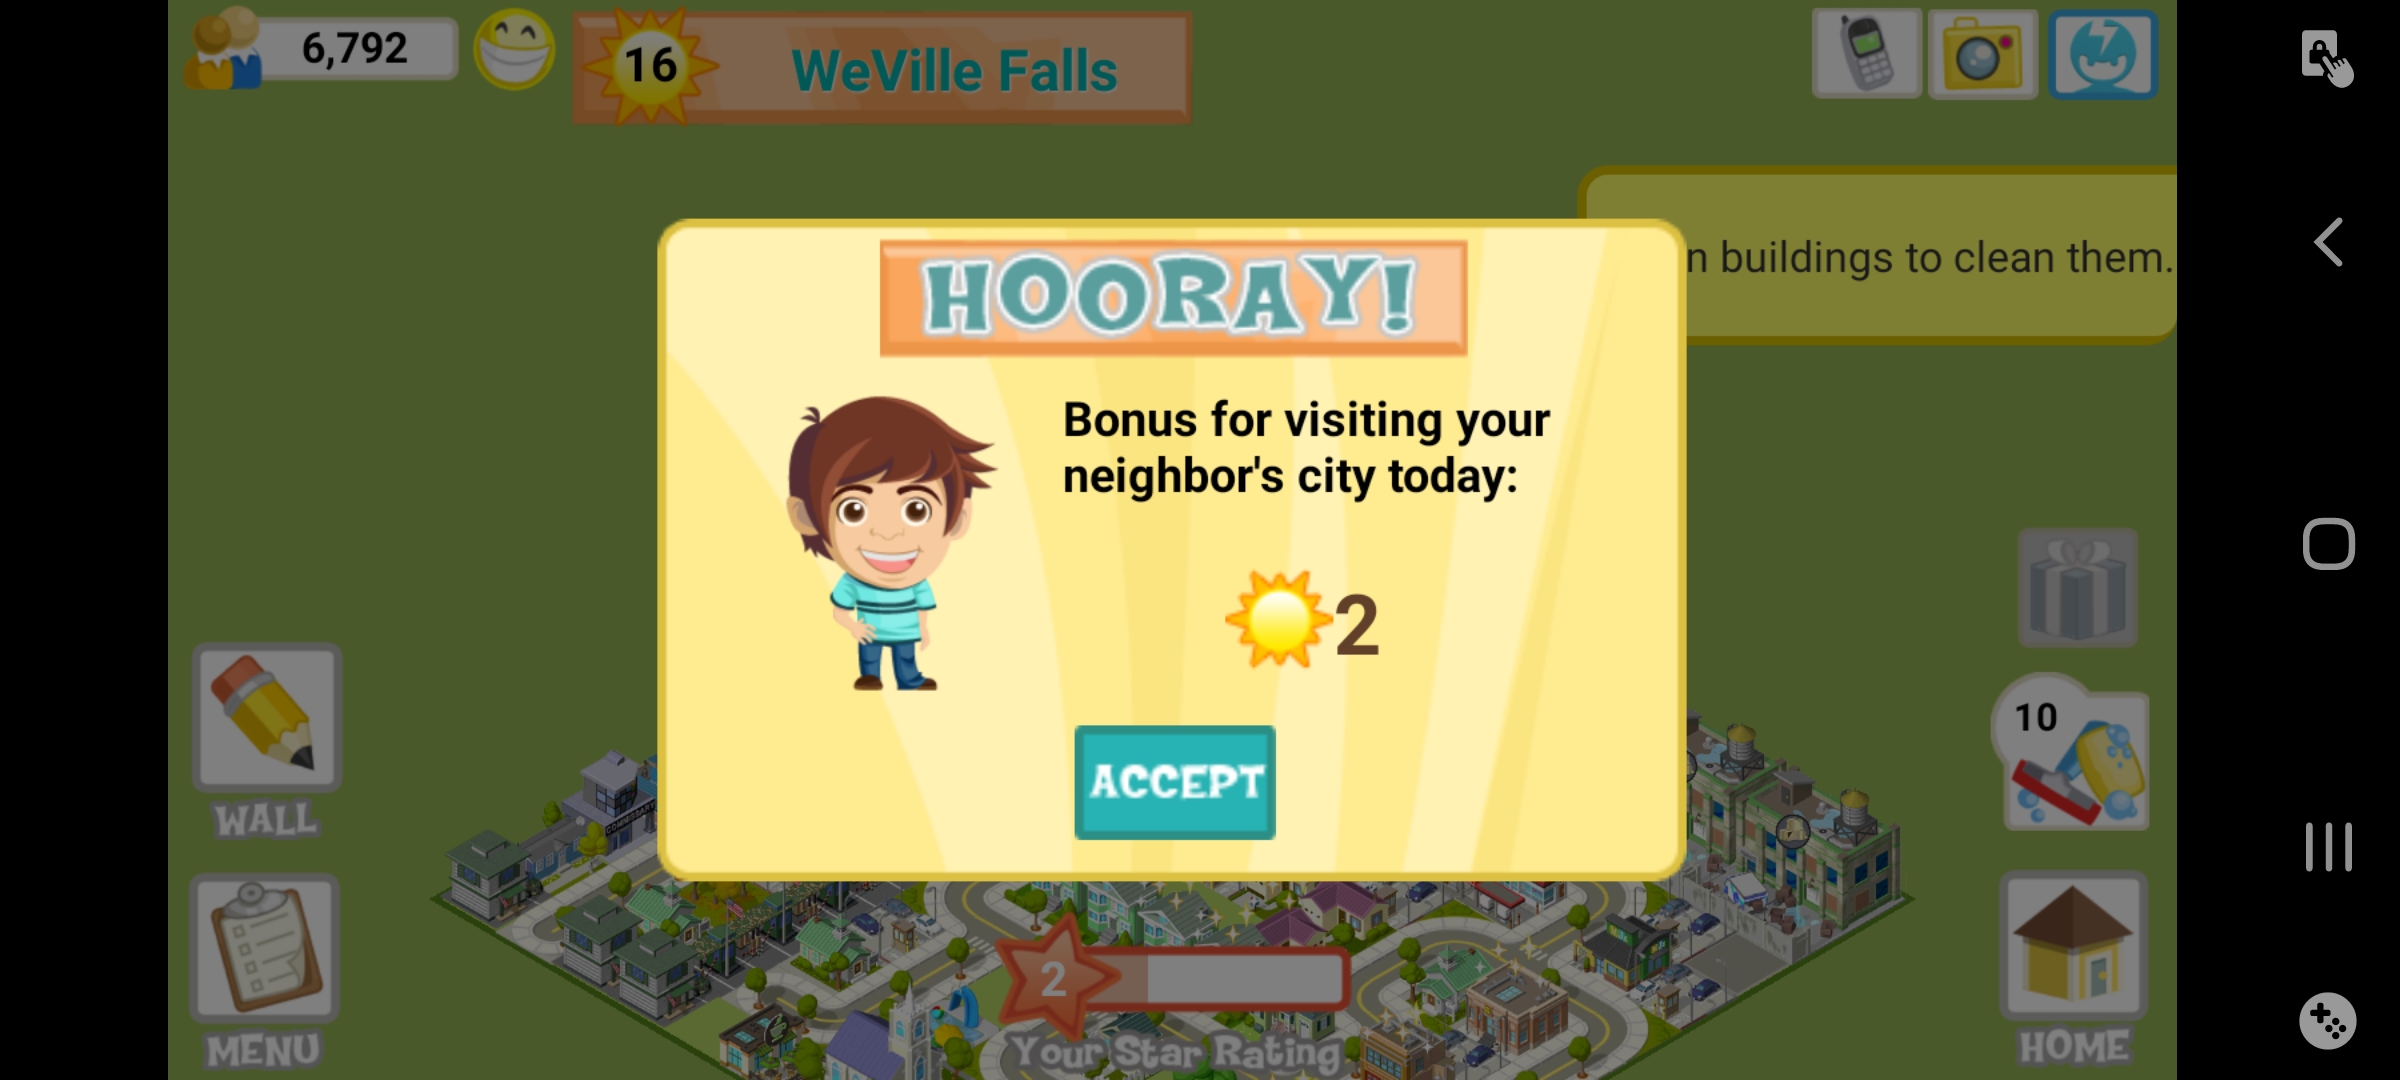 6,792
16
WeVille Falls
n buildings to clean them.
HOORAY!
Bonus for visiting your
neighbor's city today:
2
ACCEPT
10
WALL
COMMISSARY
2
MENU
Your Star Rating
HOME